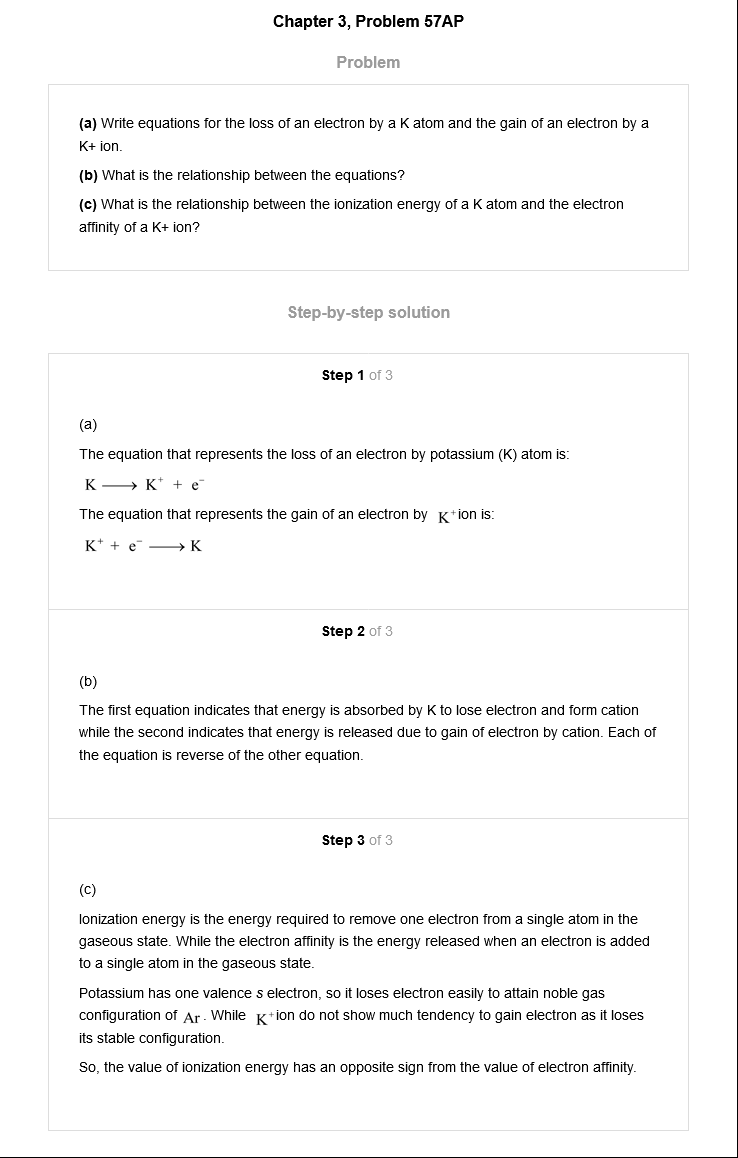 Chapter 3, Problem 57AP
Problem
(a) Write equations for the loss of an electron by a K atom and the gain of an electron by a
K+ ion.
(b) What is the relationship between the equations?
(c) What is the relationship between the ionization energy of a K atom and the electron
affinity of a K+ ion?
Step-by-step solution
Step 1 of 3
(a)
The equation that represents the loss of an electron by potassium (K) atom is:
K ⟶ K⁺ + e⁻
The equation that represents the gain of an electron by K⁺ion is:
K⁺ + e⁻ ⟶ K
Step 2 of 3
(b)
The first equation indicates that energy is absorbed by K to lose electron and form cation
while the second indicates that energy is released due to gain of electron by cation. Each of
the equation is reverse of the other equation.
Step 3 of 3
(c)
Ionization energy is the energy required to remove one electron from a single atom in the
gaseous state. While the electron affinity is the energy released when an electron is added
to a single atom in the gaseous state.
Potassium has one valence s electron, so it loses electron easily to attain noble gas
configuration of Ar. While K⁺ion do not show much tendency to gain electron as it loses
its stable configuration.
So, the value of ionization energy has an opposite sign from the value of electron affinity.